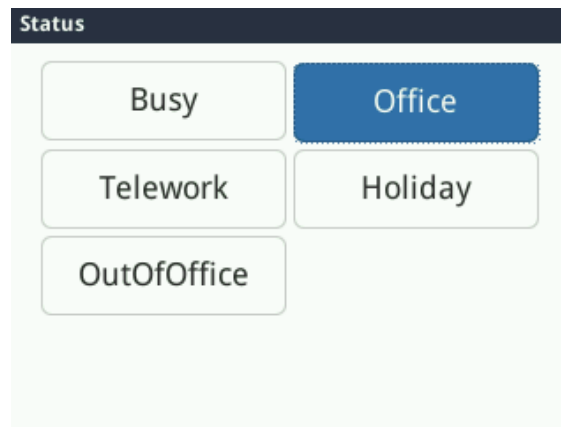 Status
Busy
Office
Telework
Holiday
OutOfOffice